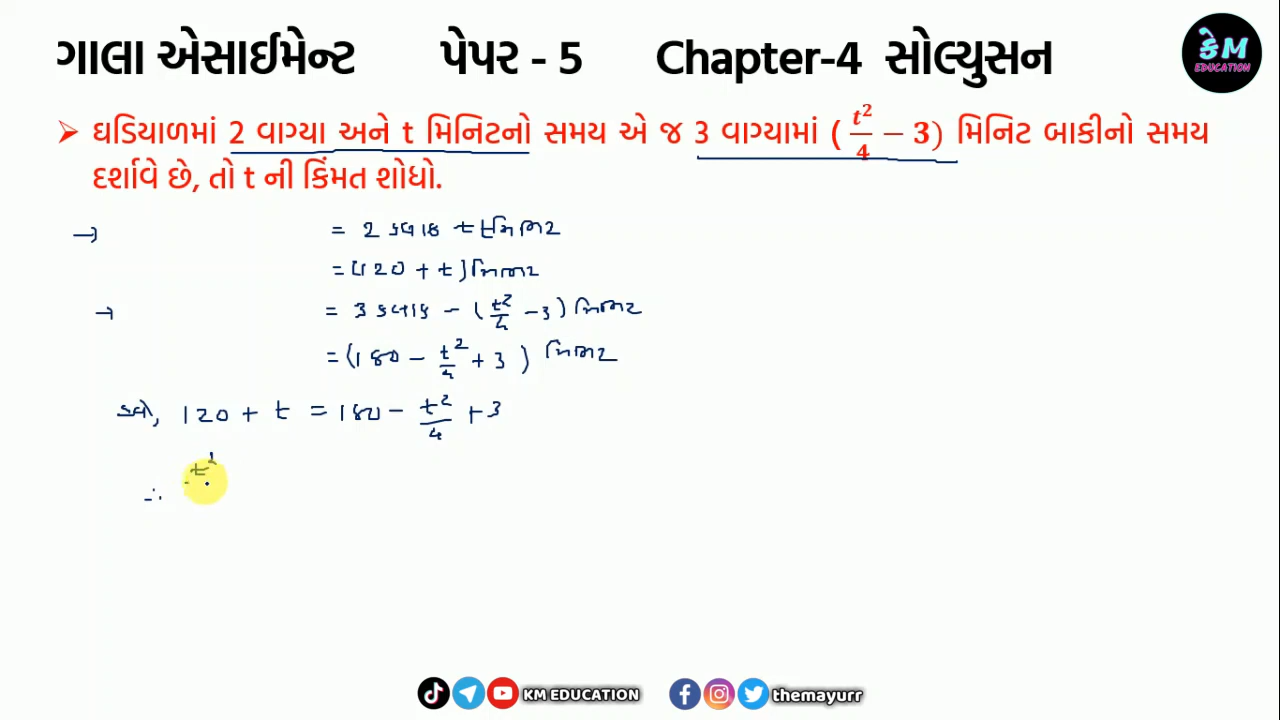 ગાલા એસાઈમેન્ટ પેપર - 5 Chapter-4 સોલ્યુસન
કેM
EDUCATION
➢ ઘડિયાળમાં 2 વાગ્યા અને t મિનિટનો સમય એ જ 3 વાગ્યામાં ( t²/4 − 3) મિનિટ બાકીનો સમય
દર્શાવે છે, તો t ની કિંમત શોધો.
→ = 2 કલાક t મિનિટ
= (120 + t) મિનિટ
→ = 3 કલાક - (t²/4 - 3) મિનિટ
= (180 - t²/4 + 3) મિનિટ
હવે, 120 + t = 180 - t²/4 + 3
∴ t
KM EDUCATION themayurr